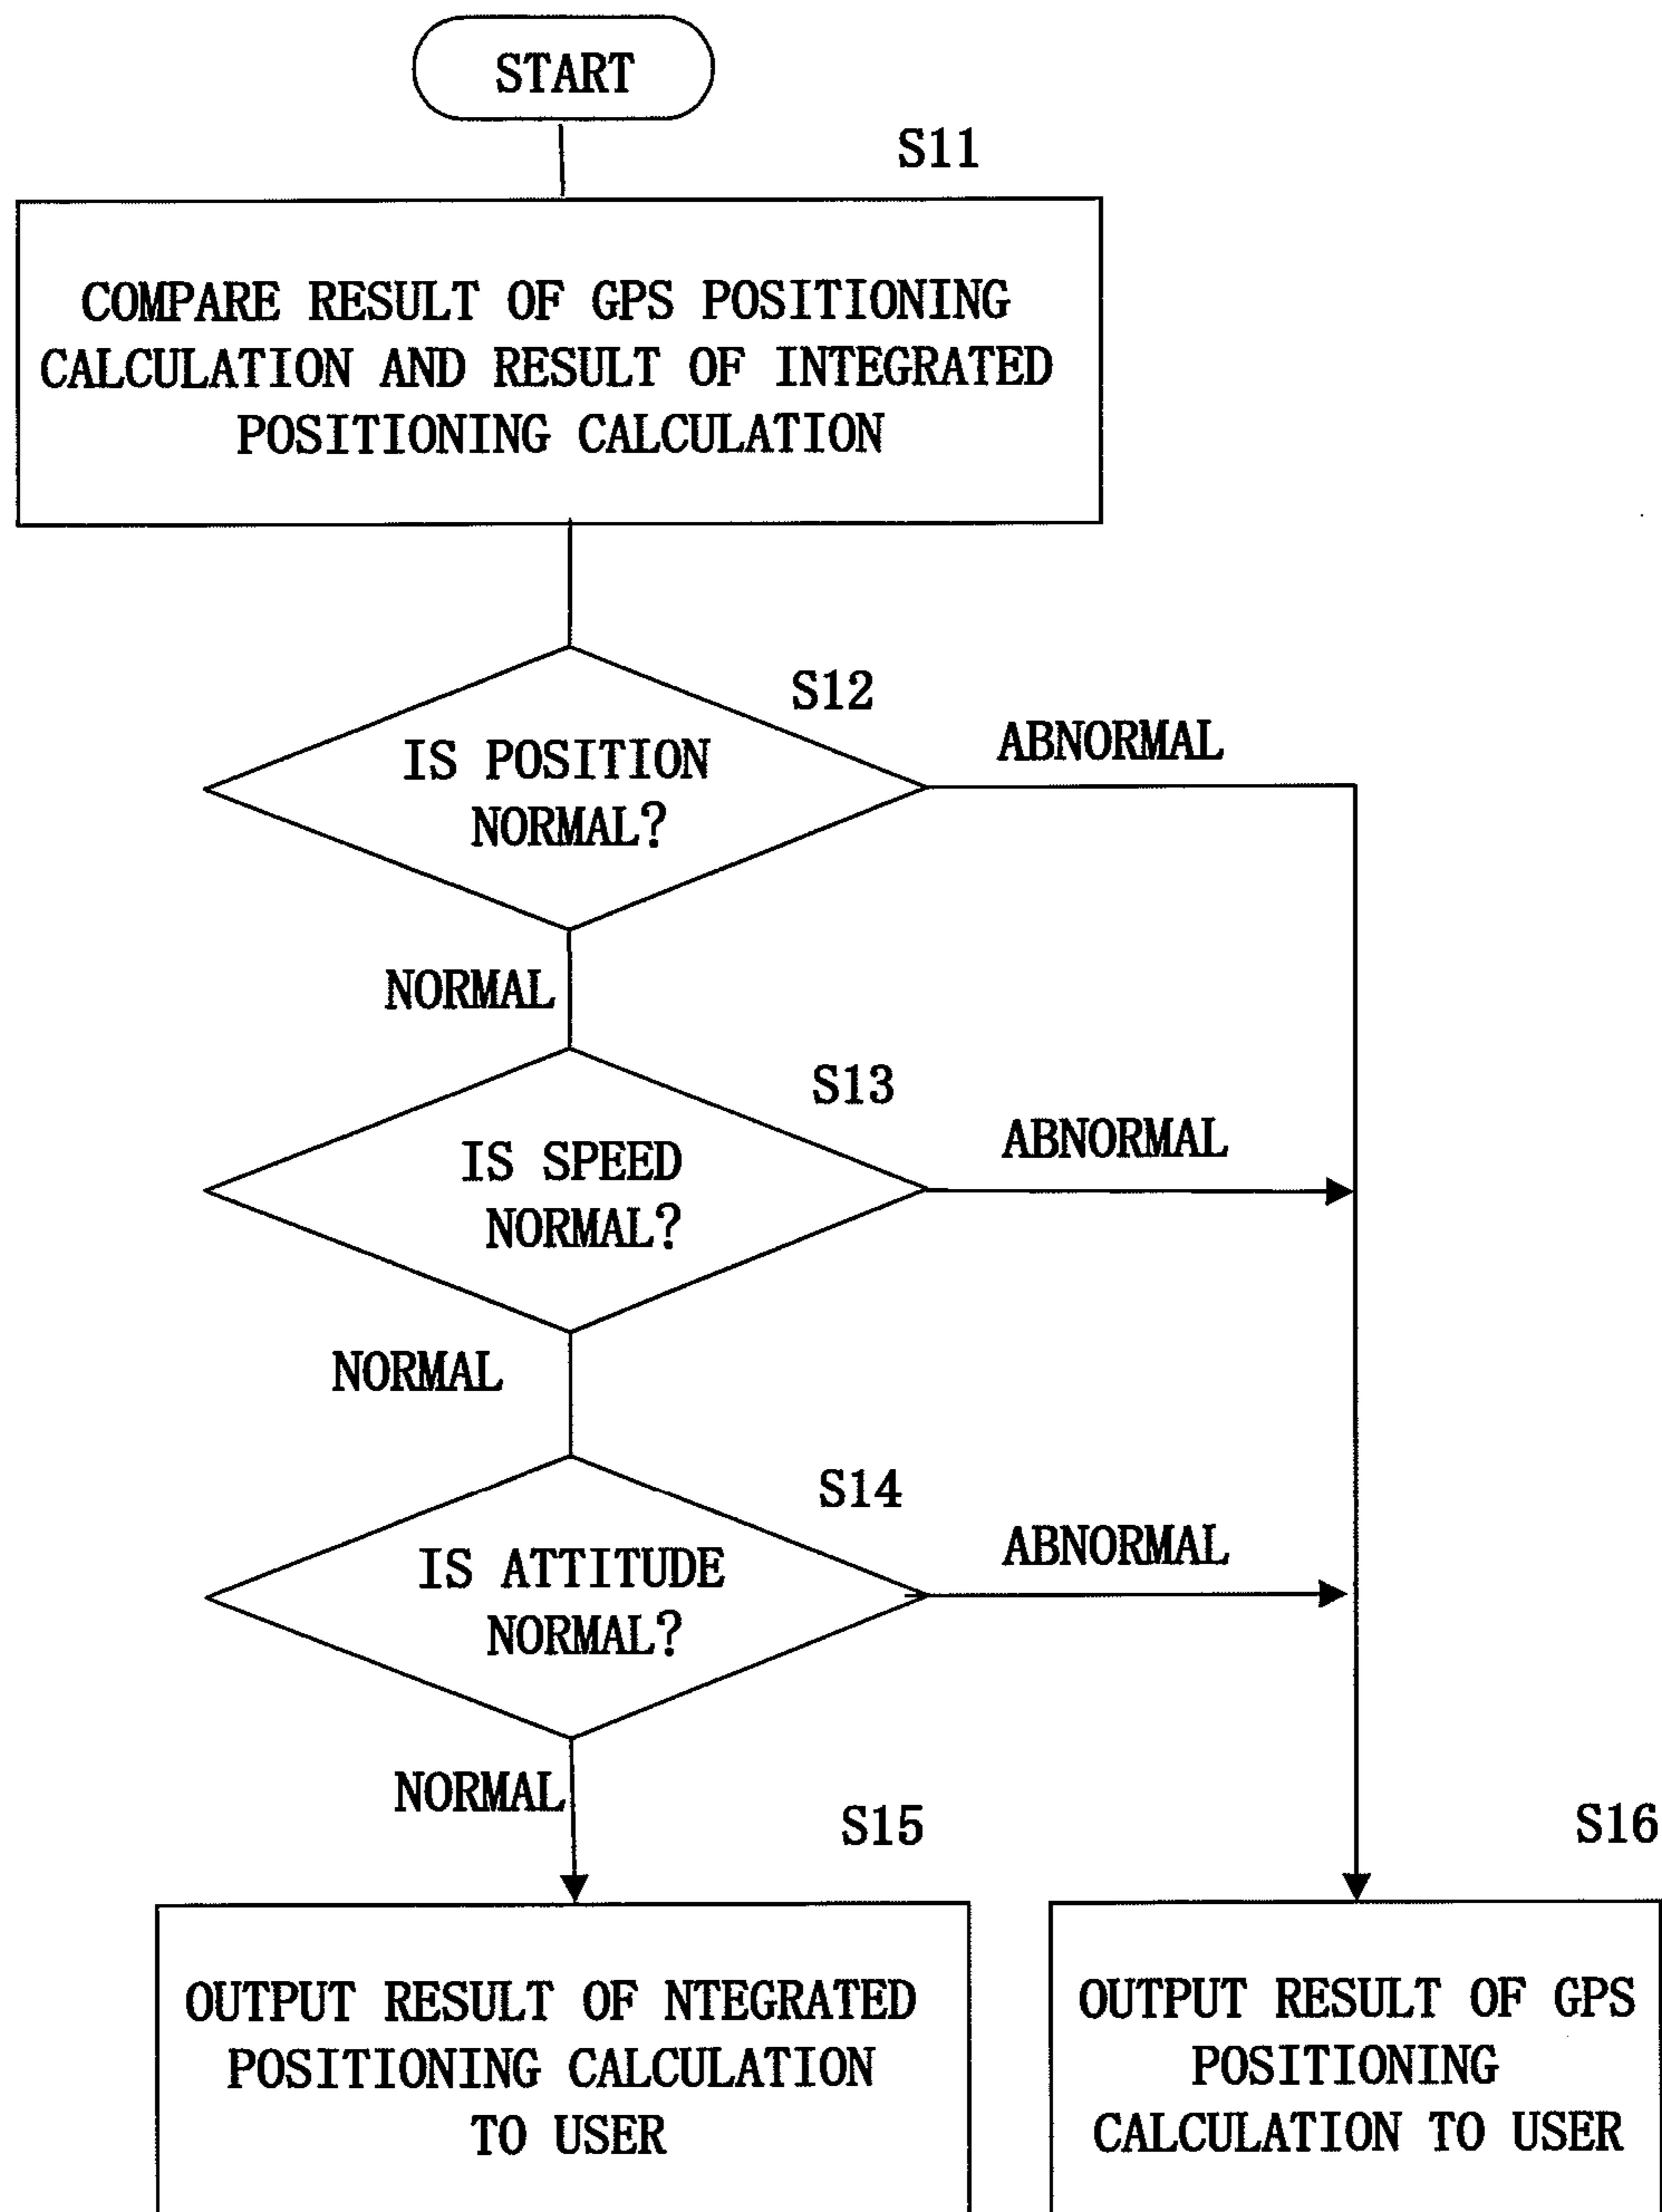 START
S11
COMPARE RESULT OF GPS POSITIONING
CALCULATION AND RESULT OF INTEGRATED
POSITIONING CALCULATION
S12
IS POSITION
NORMAL?
ABNORMAL
NORMAL
S13
IS SPEED
NORMAL?
ABNORMAL
NORMAL
S14
IS ATTITUDE
NORMAL?
ABNORMAL
NORMAL
S15
OUTPUT RESULT OF NTEGRATED
POSITIONING CALCULATION
TO USER
S16
OUTPUT RESULT OF GPS
POSITIONING
CALCULATION TO USER